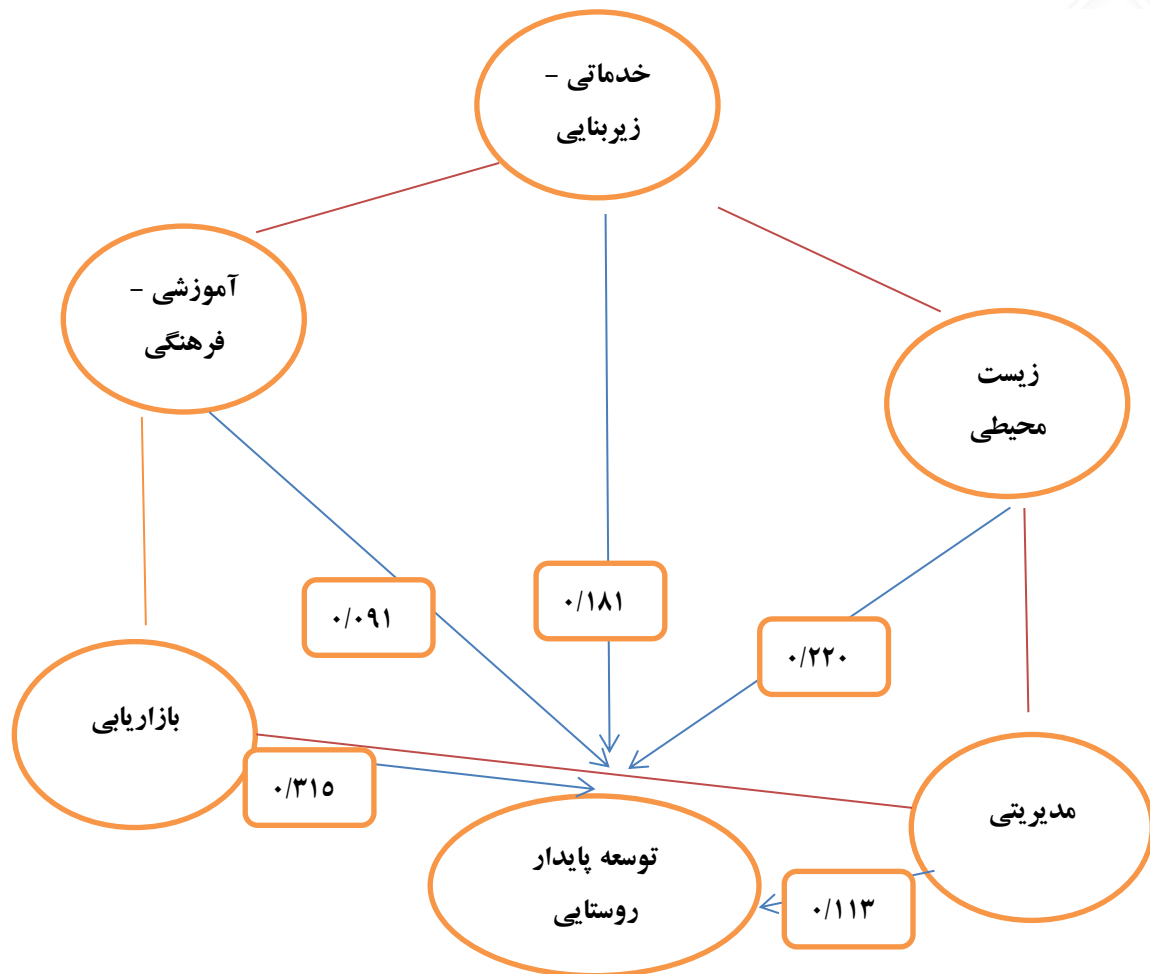 خدماتی –
زیربنایی
آموزشی –
فرهنگی
زیست
محیطی
۰/۱۸۱
۰/۰۹۱
۰/۲۲۰
بازاریابی
۰/۳۱۵
مدیریتی
توسعه پایدار
روستایی
۰/۱۱۳